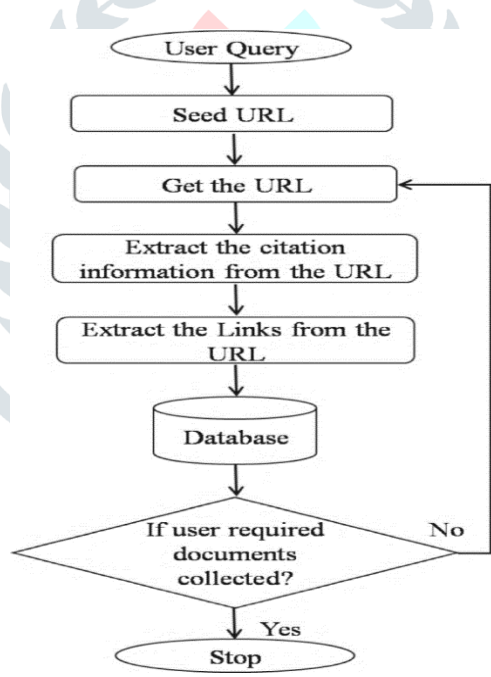 User Query
Seed URL
Get the URL
Extract the citation
information from the URL
Extract the Links from the
URL
Database
If user required
documents
collected?
No
Yes
Stop